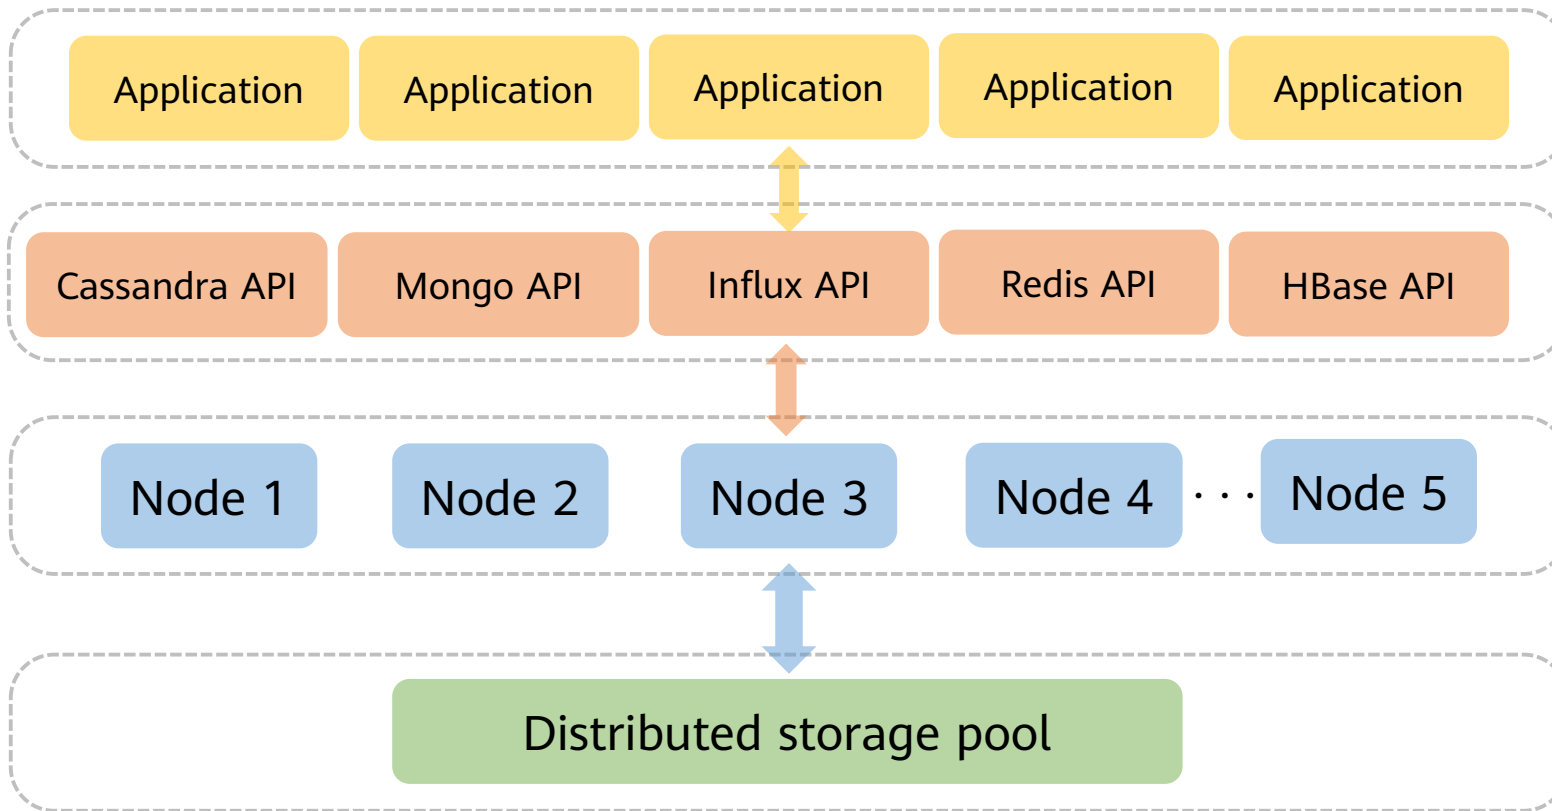 Application
Application
Application
Application
Application
Cassandra API
Mongo API
Influx API
Redis API
HBase API
Node 1
Node 2
Node 3
Node 4
· · ·
Node 5
Distributed storage pool